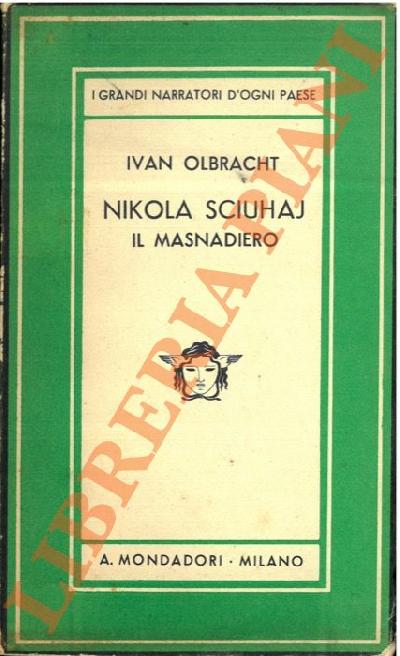 I GRANDI NARRATORI D'OGNI PAESE
IVAN OLBRACHT
NIKOLA SCIUHAJ
IL MASNADIERO
A. MONDADORI · MILANO
LIBRERIA PIANI